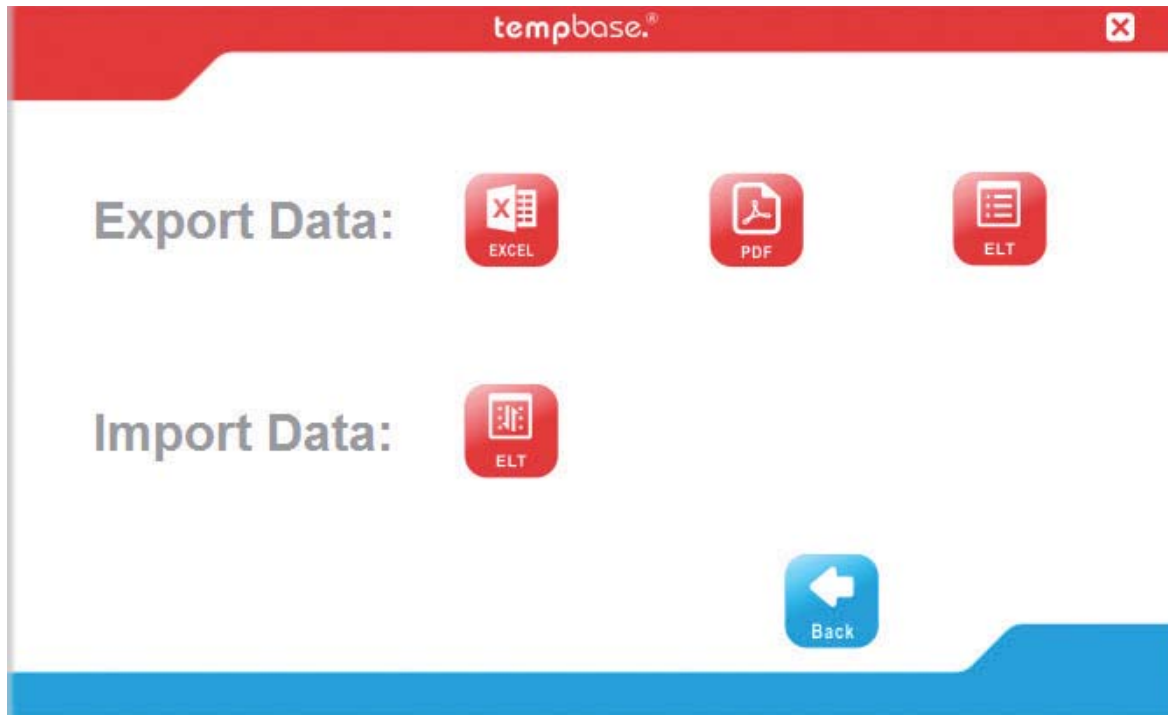 tempbase.®
Export Data:
EXCEL
PDF
ELT
Import Data:
ELT
Back